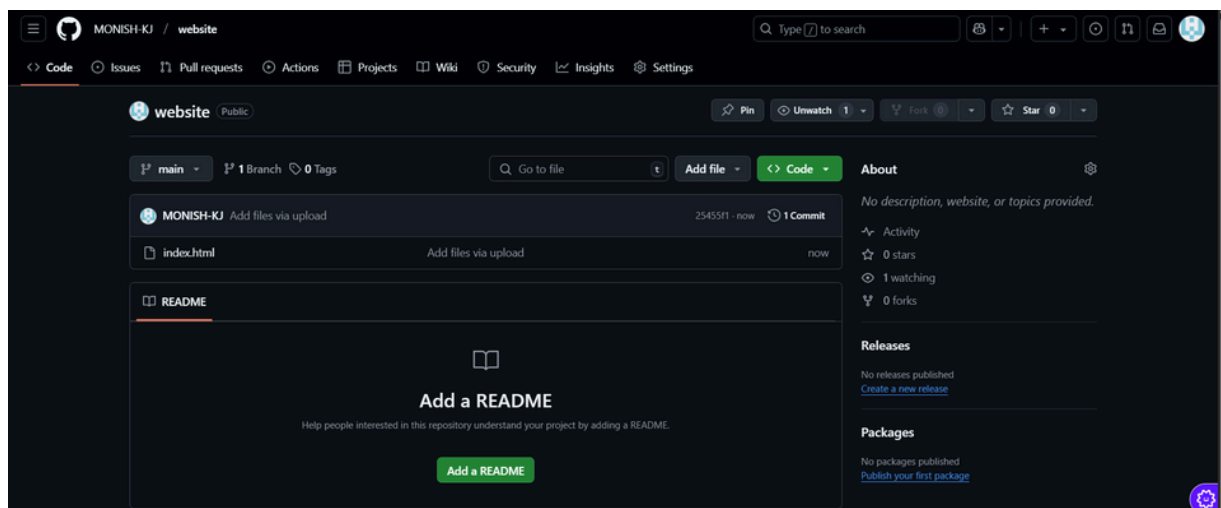 MONISH-KJ / website
Type / to search
Code Issues Pull requests Actions Projects Wiki Security Insights Settings
website Public
Pin Unwatch 1 Fork 0 Star 0
main 1 Branch 0 Tags Go to file t Add file Code
About
No description, website, or topics provided.
MONISH-KJ Add files via upload 25455f1 · now 1 Commit
index.html Add files via upload now
Activity
0 stars
1 watching
0 forks
README
Add a README
Help people interested in this repository understand your project by adding a README.
Add a README
Releases
No releases published
Create a new release
Packages
No packages published
Publish your first package